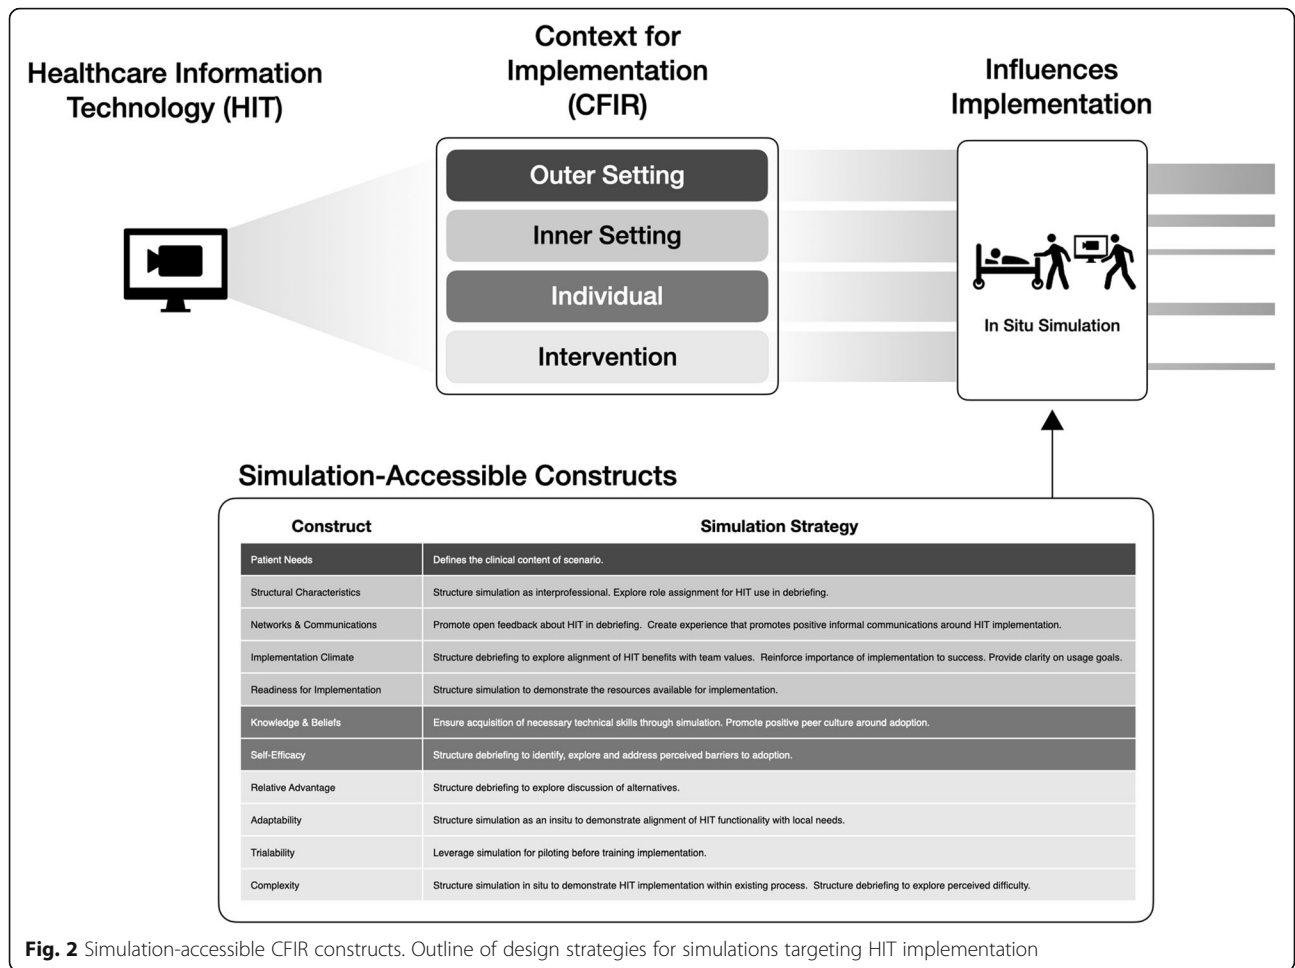 Healthcare Information
Technology (HIT)
Context for
Implementation
(CFIR)
Influences
Implementation
Outer Setting
Inner Setting
Individual
Intervention
In Situ Simulation
Simulation-Accessible Constructs
Construct Simulation Strategy
Patient Needs Defines the clinical content of scenario.
Structural Characteristics Structure simulation as interprofessional. Explore role assignment for HIT use in debriefing.
Networks & Communications Promote open feedback about HIT in debriefing. Create experience that promotes positive informal communications around HIT implementation.
Implementation Climate Structure debriefing to explore alignment of HIT benefits with team values. Reinforce importance of implementation to success. Provide clarity on usage goals.
Readiness for Implementation Structure simulation to demonstrate the resources available for implementation.
Knowledge & Beliefs Ensure acquisition of necessary technical skills through simulation. Promote positive peer culture around adoption.
Self-Efficacy Structure debriefing to identify, explore and address perceived barriers to adoption.
Relative Advantage Structure debriefing to explore discussion of alternatives.
Adaptability Structure simulation as an insitu to demonstrate alignment of HIT functionality with local needs.
Trialability Leverage simulation for piloting before training implementation.
Complexity Structure simulation in situ to demonstrate HIT implementation within existing process. Structure debriefing to explore perceived difficulty.
Fig. 2 Simulation-accessible CFIR constructs. Outline of design strategies for simulations targeting HIT implementation